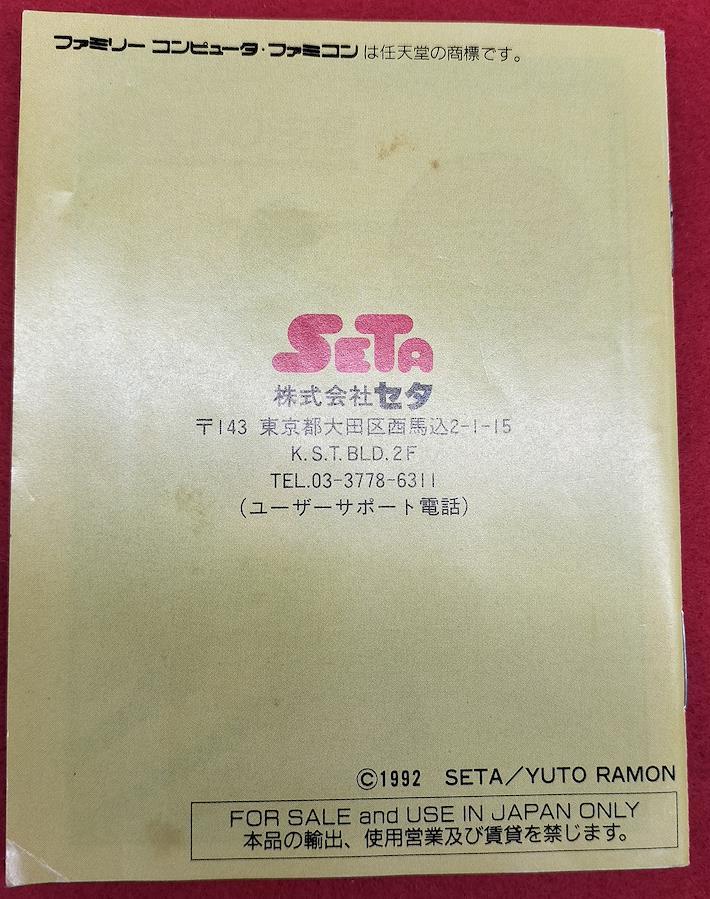 ファミリー コンピュータ・ファミコン は任天堂の商標です。
SETA
株式会社セタ
〒143 東京都大田区西馬込2-1-15
K.S.T.BLD.2F
TEL.03-3778-6311
(ユーザーサポート電話)
©1992 SETA/YUTO RAMON
FOR SALE and USE IN JAPAN ONLY
本品の輸出、使用営業及び賃貸を禁じます。